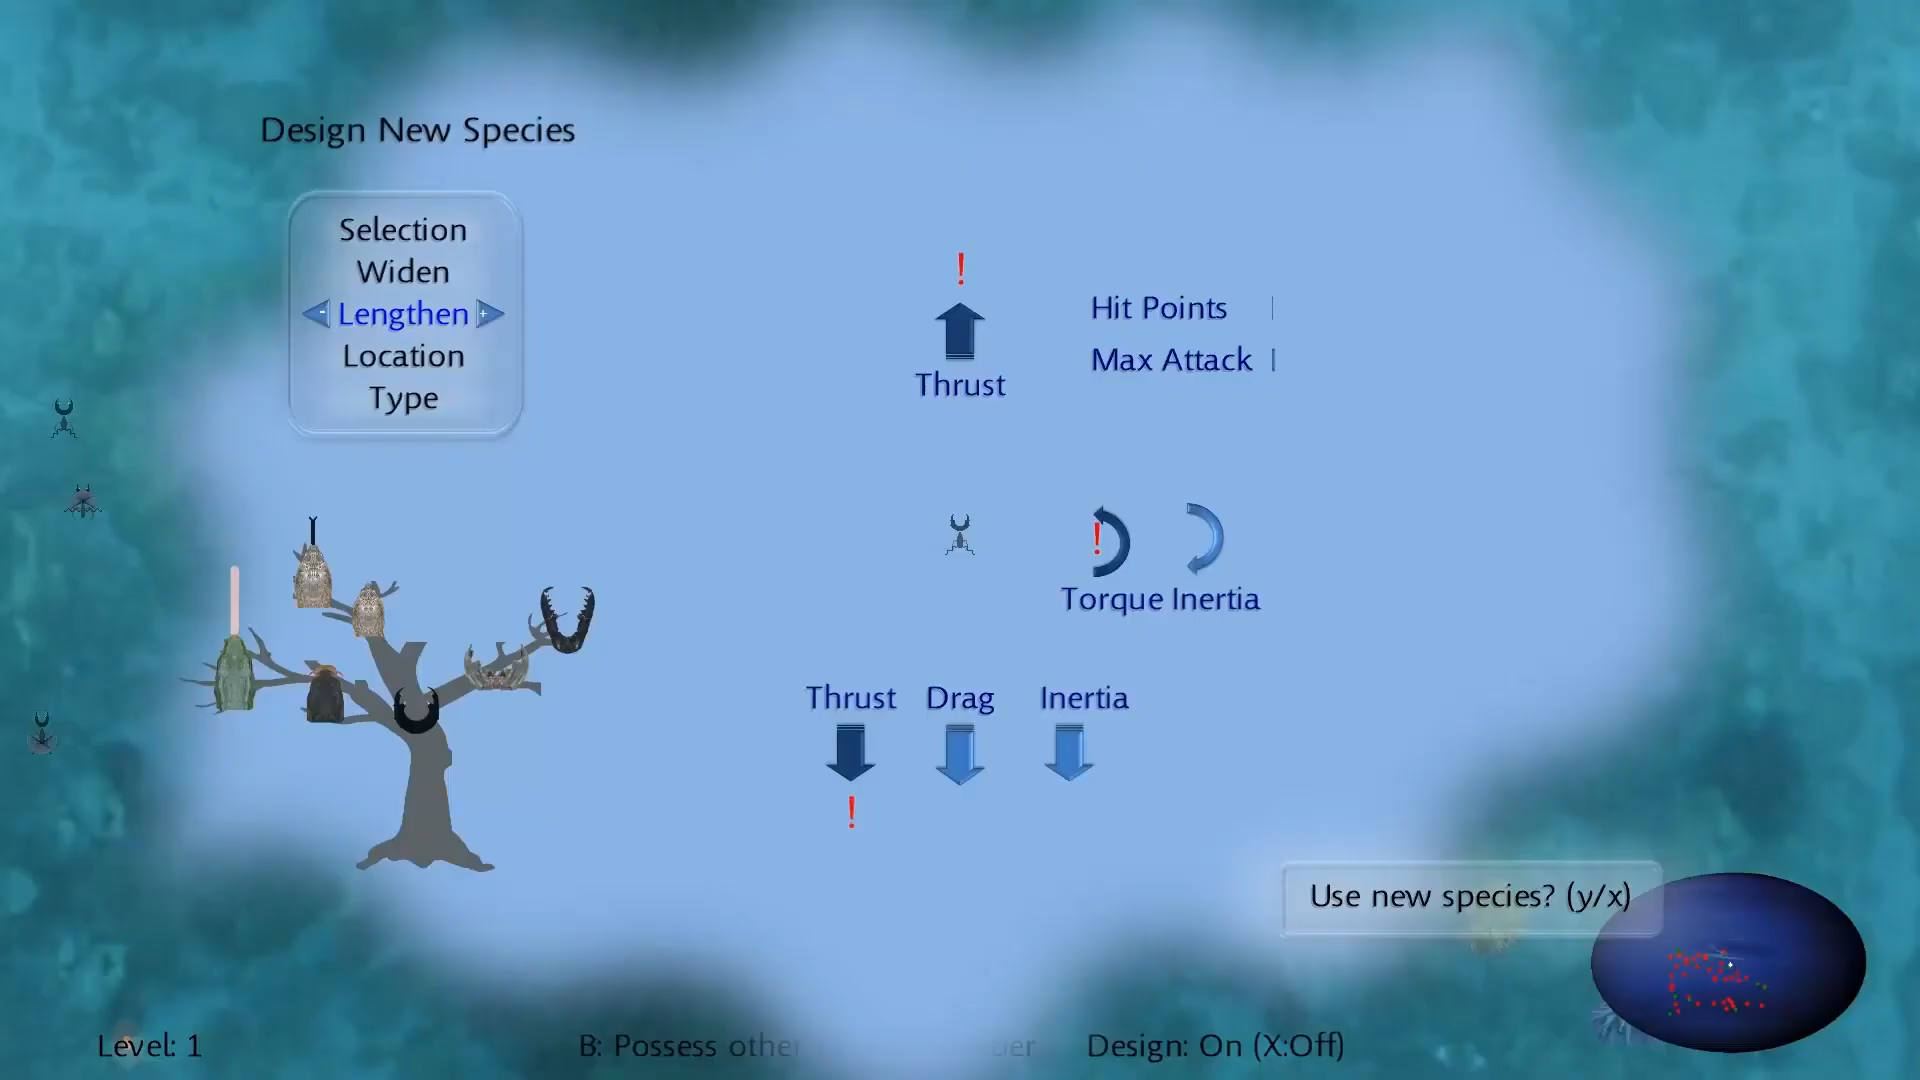 Design New Species
Selection
Widen
- Lengthen +
Location
Type
!
Thrust
Hit Points
Max Attack
!
Torque Inertia
Thrust Drag Inertia
!
Use new species? (y/x)
Level: 1
B: Possess other
Design: On (X:Off)